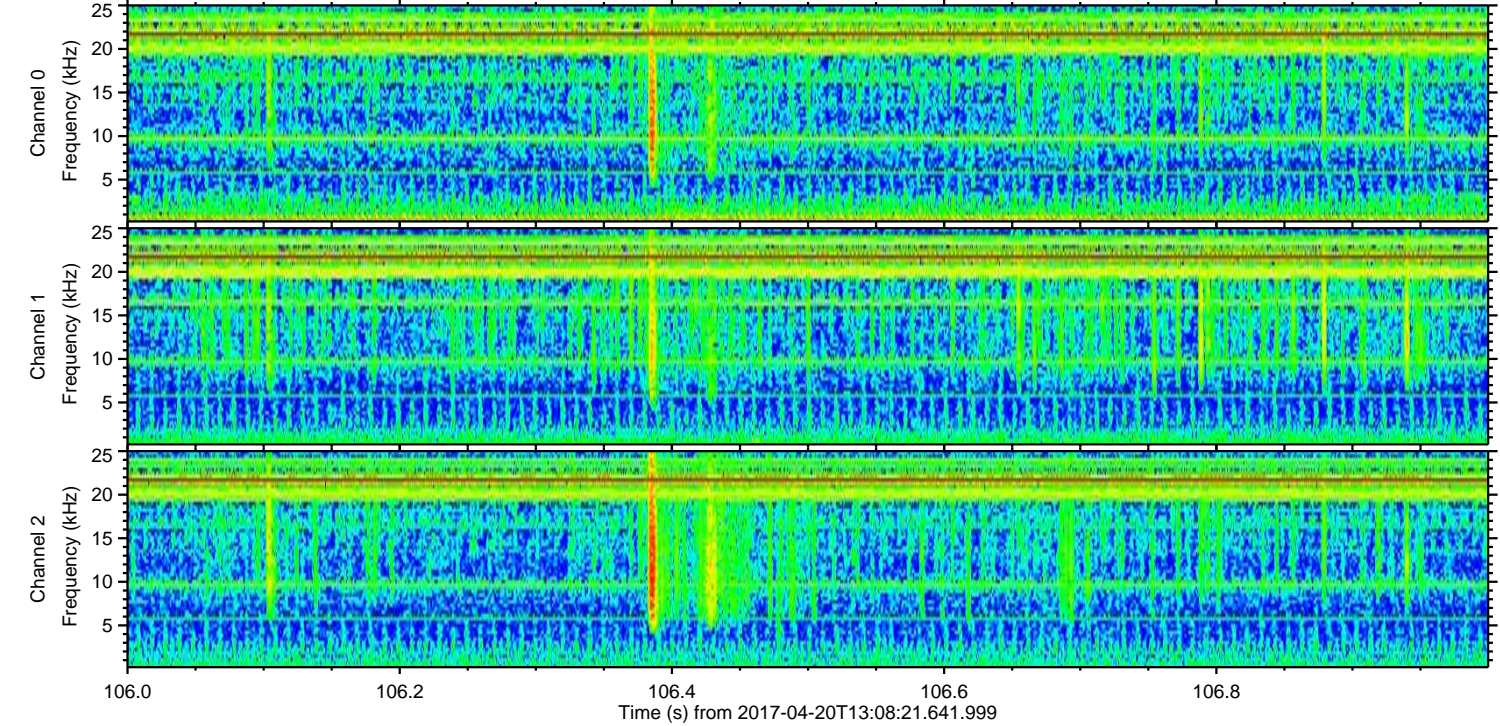 25
20
15
10
5
Channel 0
Frequency (kHz)
25
20
15
10
5
Channel 1
Frequency (kHz)
25
20
15
10
5
Channel 2
Frequency (kHz)
106.0 106.2 106.4 106.6 106.8
Time (s) from 2017-04-20T13:08:21.641.999